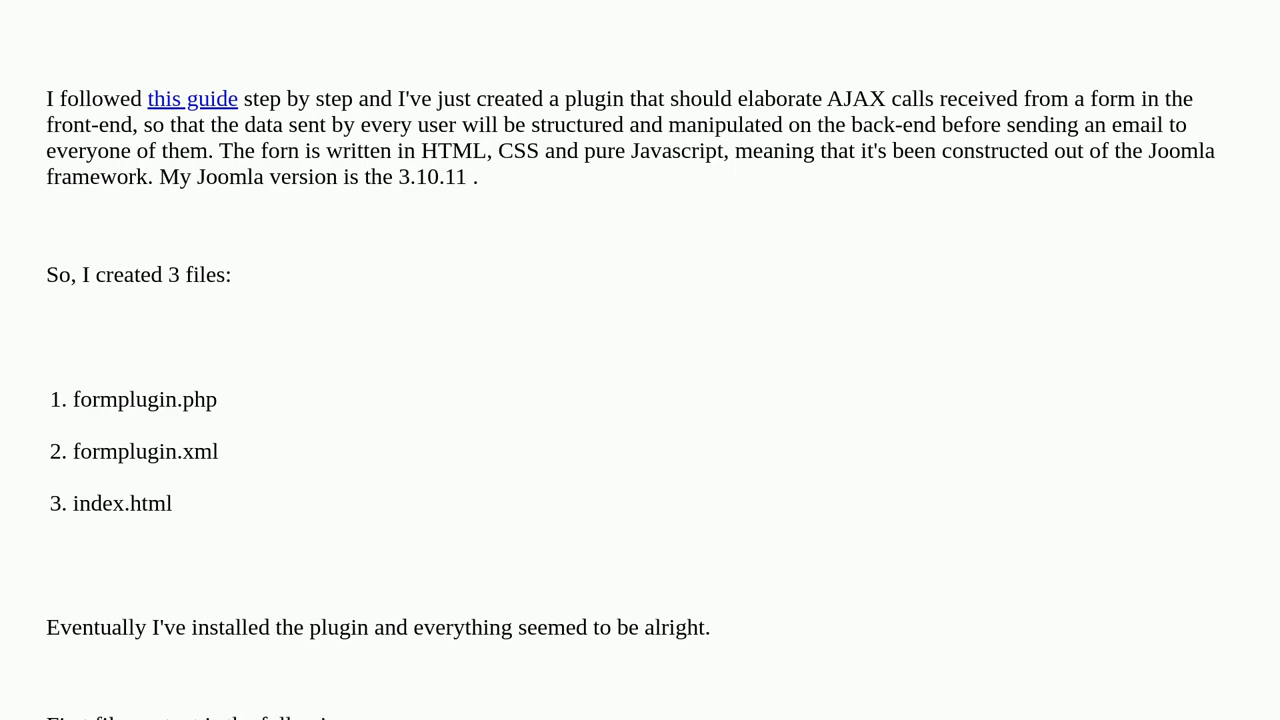 I followed this guide step by step and I've just created a plugin that should elaborate AJAX calls received from a form in the
front-end, so that the data sent by every user will be structured and manipulated on the back-end before sending an email to
everyone of them. The forn is written in HTML, CSS and pure Javascript, meaning that it's been constructed out of the Joomla
framework. My Joomla version is the 3.10.11 .
So, I created 3 files:
1. formplugin.php
2. formplugin.xml
3. index.html
Eventually I've installed the plugin and everything seemed to be alright.